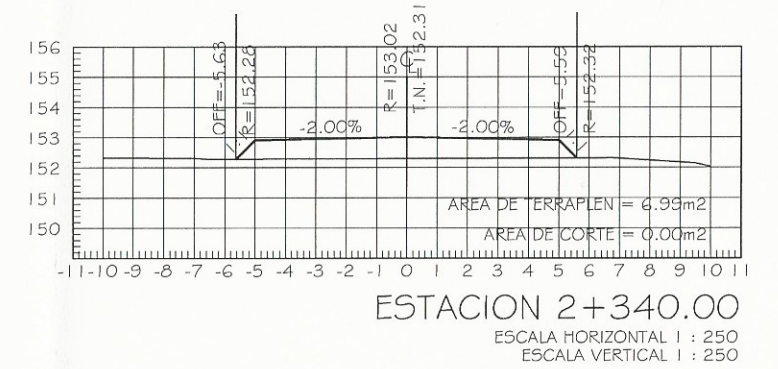 OFF=-5.63
R=152.28
R=153.02
℄
T.N.=152.31
OFF=5.59
R=152.32
156
155
154
153
152
151
150
-2.00%
-2.00%
AREA DE TERRAPLEN = 6.99m2
AREA DE CORTE = 0.00m2
-11 -10 -9 -8 -7 -6 -5 -4 -3 -2 -1 0 1 2 3 4 5 6 7 8 9 10 11
ESTACION 2+340.00
ESCALA HORIZONTAL 1 : 250
ESCALA VERTICAL 1 : 250